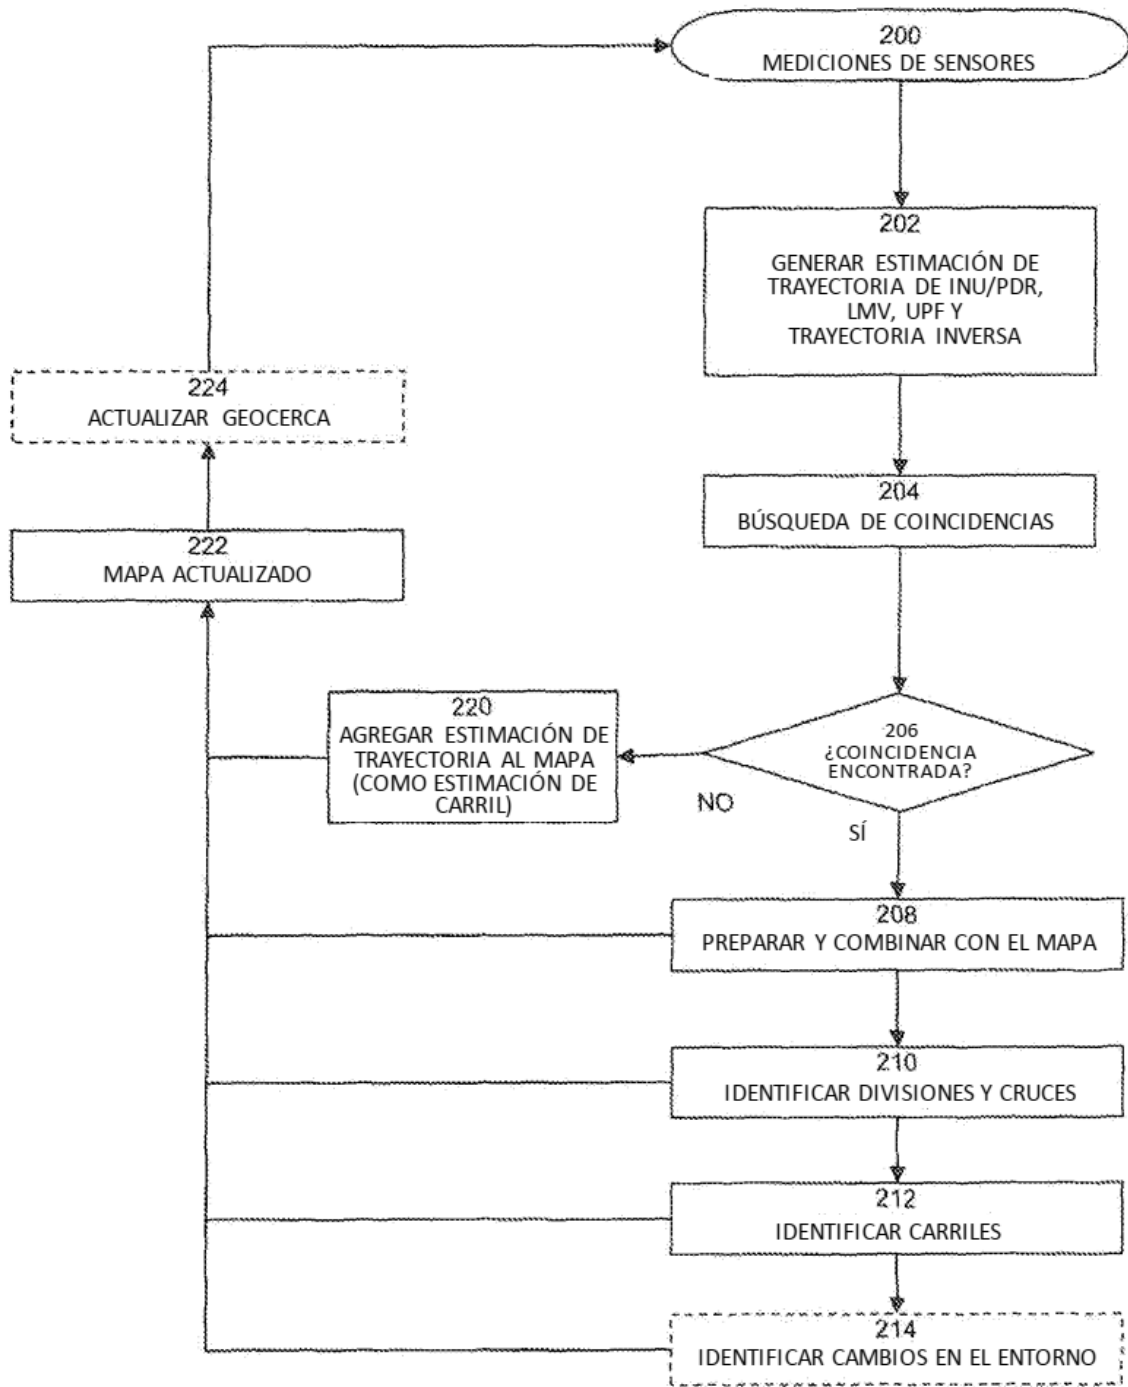 200
MEDICIONES DE SENSORES
202
GENERAR ESTIMACIÓN DE
TRAYECTORIA DE INU/PDR,
LMV, UPF Y
TRAYECTORIA INVERSA
224
ACTUALIZAR GEOCERCA
204
BÚSQUEDA DE COINCIDENCIAS
222
MAPA ACTUALIZADO
206
¿COINCIDENCIA
ENCONTRADA?
220
AGREGAR ESTIMACIÓN DE
TRAYECTORIA AL MAPA
(COMO ESTIMACIÓN DE
CARRIL)
NO
SÍ
208
PREPARAR Y COMBINAR CON EL MAPA
210
IDENTIFICAR DIVISIONES Y CRUCES
212
IDENTIFICAR CARRILES
214
IDENTIFICAR CAMBIOS EN EL ENTORNO